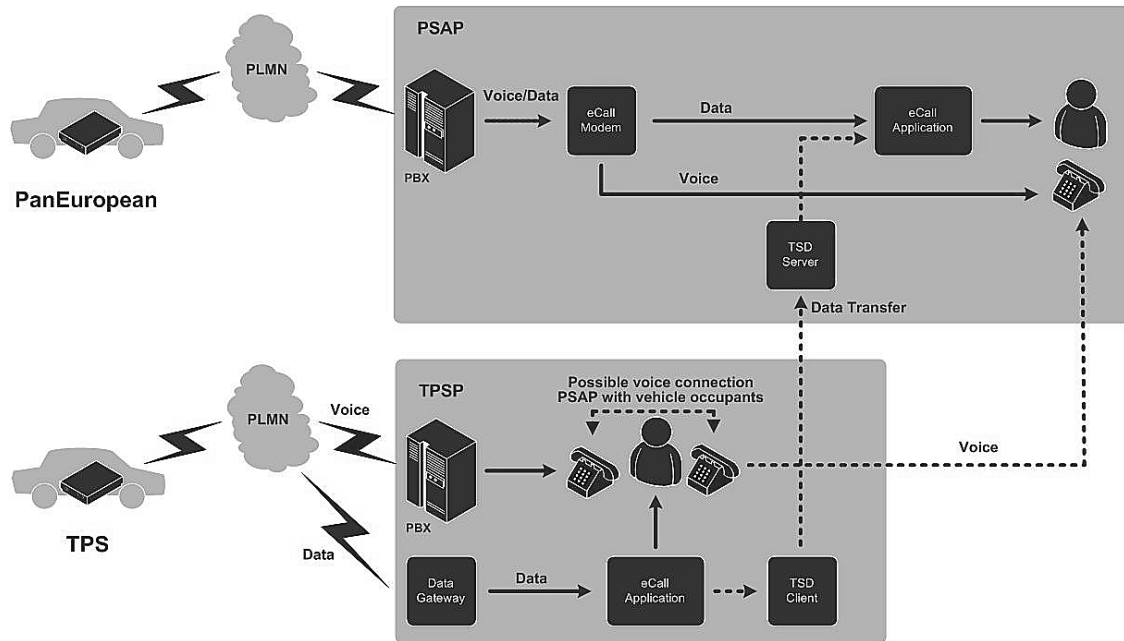 PSAP
PLMN
Voice/Data
eCall
Modem
Data
eCall
Application
PBX
PanEuropean
Voice
TSD
Server
Data Transfer
TPSP
Possible voice connection
PSAP with vehicle occupants
PLMN
Voice
Voice
TPS
PBX
Data
Data
Gateway
Data
eCall
Application
TSD
Client